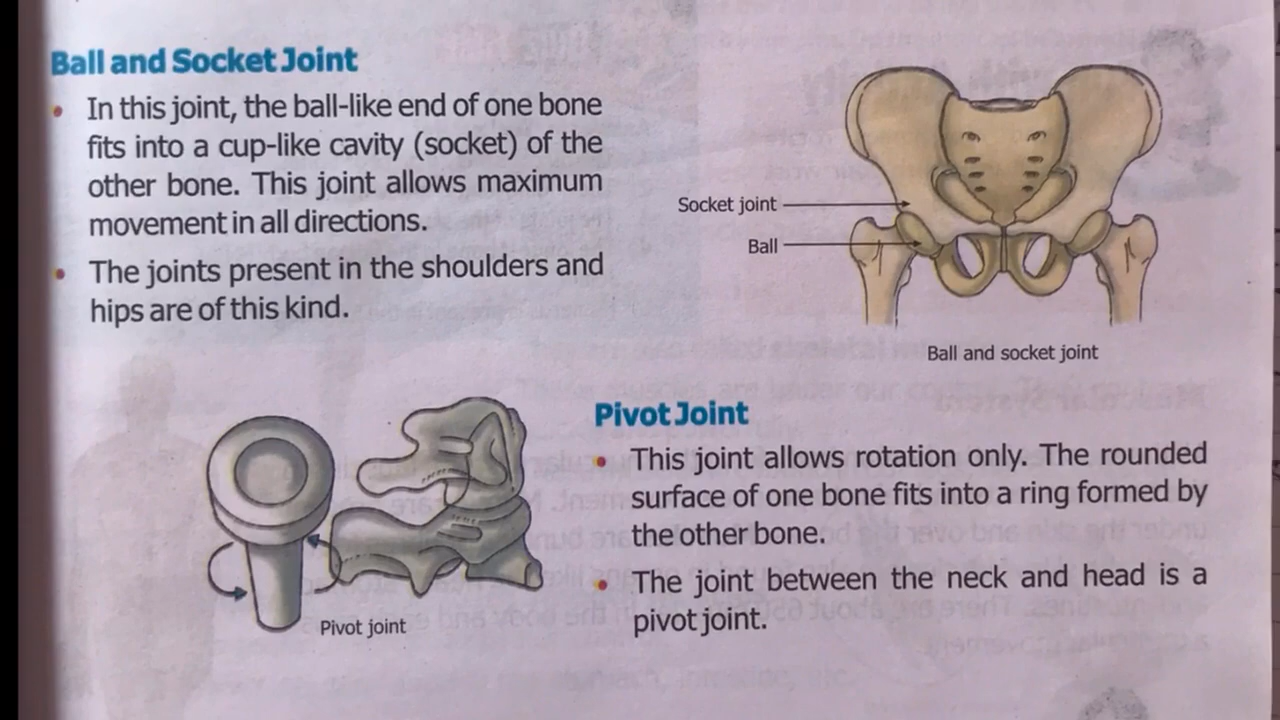 Ball and Socket Joint
• In this joint, the ball-like end of one bone
fits into a cup-like cavity (socket) of the
other bone. This joint allows maximum
movement in all directions.
• The joints present in the shoulders and
hips are of this kind.
Socket joint
Ball
Ball and socket joint
Pivot joint
Pivot Joint
• This joint allows rotation only. The rounded
surface of one bone fits into a ring formed by
the other bone.
• The joint between the neck and head is a
pivot joint.